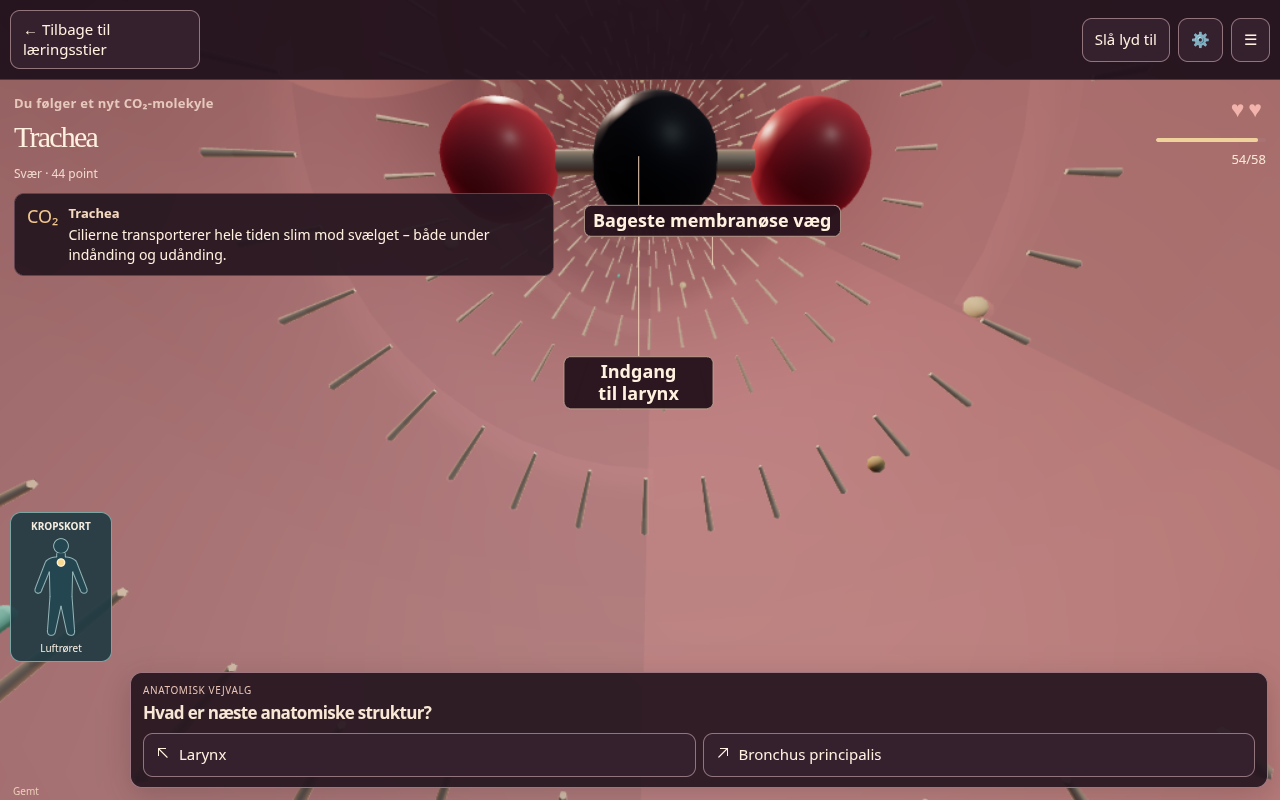 ← Tilbage til
læringsstier
Slå lyd til
Du følger et nyt CO₂-molekyle
Trachea
Svær · 44 point
54/58
CO₂
Trachea
Cilierne transporterer hele tiden slim mod svælget – både under
indånding og udånding.
Bageste membranøse væg
Indgang
til larynx
KROPSKORT
Luftrøret
ANATOMISK VEJVALG
Hvad er næste anatomiske struktur?
↖ Larynx
↗ Bronchus principalis
Gemt